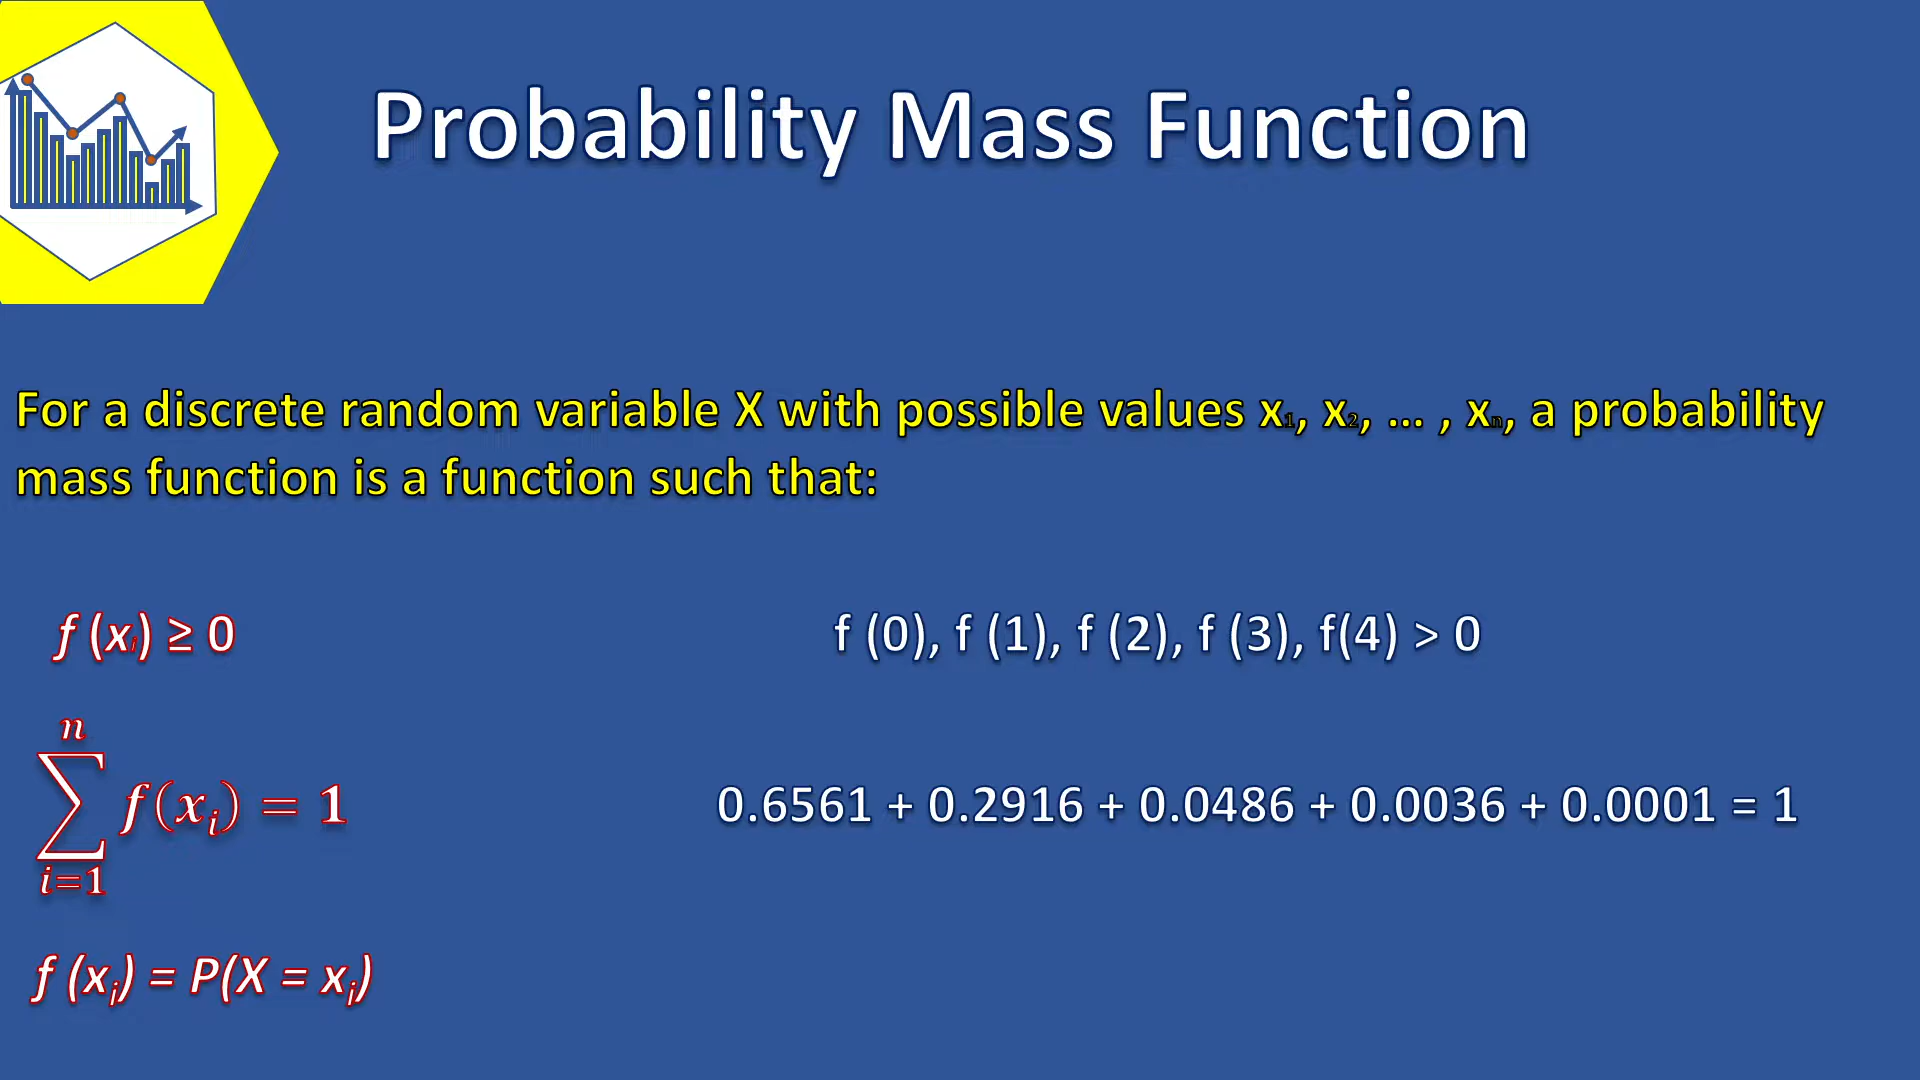 Probability Mass Function
For a discrete random variable X with possible values x₁, x₂, ... , xₙ, a probability
mass function is a function such that:
f (xᵢ) ≥ 0
f (0), f (1), f (2), f (3), f(4) > 0
n
∑ f(xᵢ) = 1
i=1
0.6561 + 0.2916 + 0.0486 + 0.0036 + 0.0001 = 1
f (xᵢ) = P(X = xᵢ)